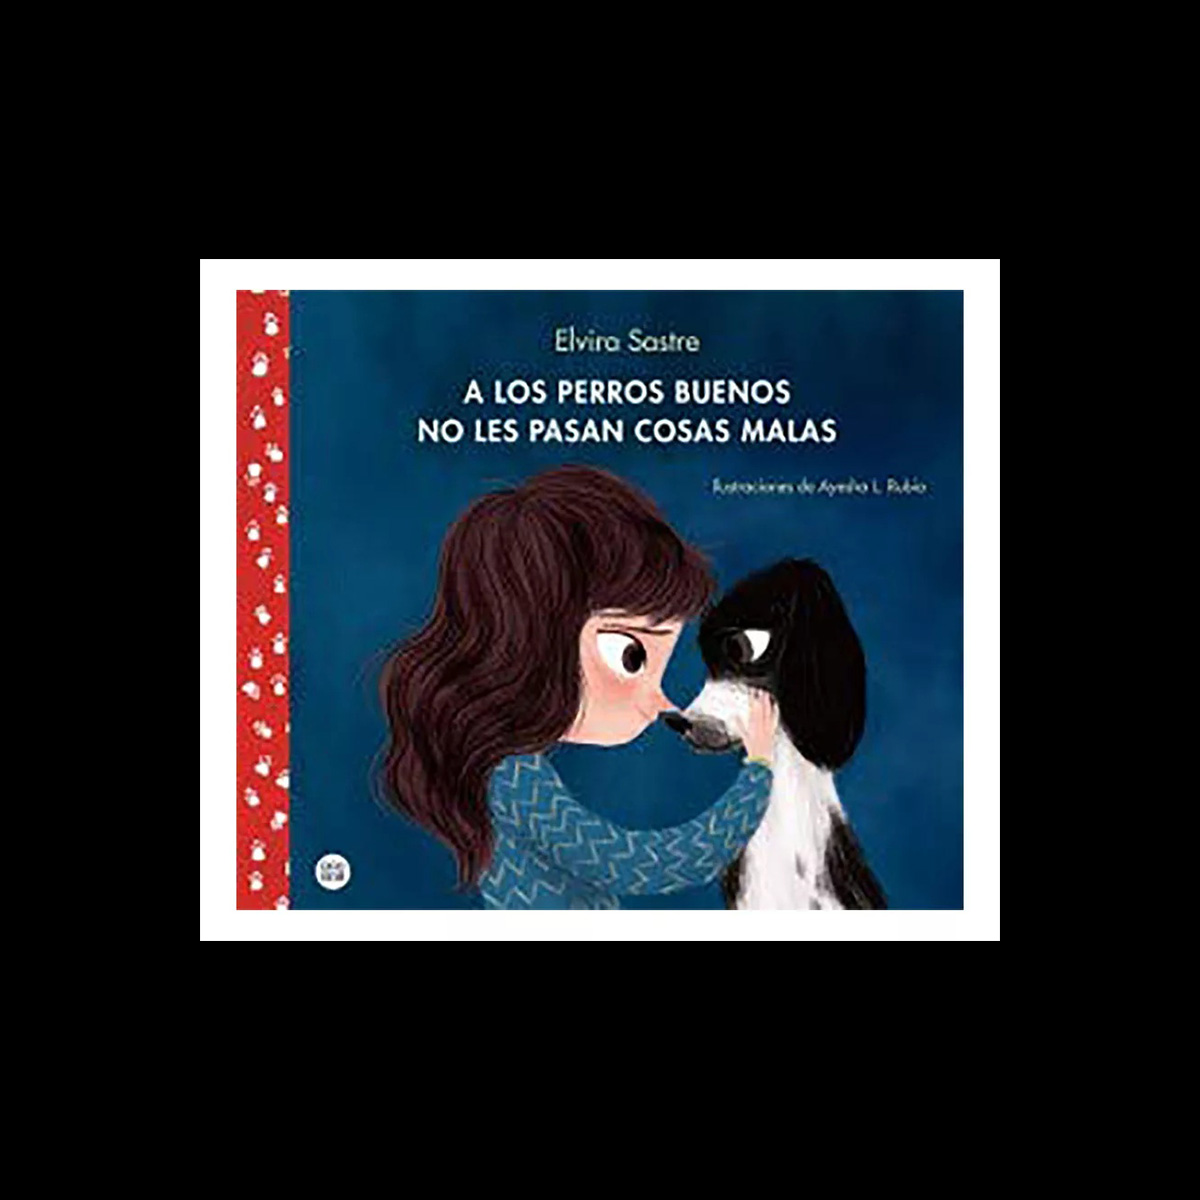 Elvira Sastre
A LOS PERROS BUENOS
NO LES PASAN COSAS MALAS
Ilustraciones de Ayesha L. Rubio